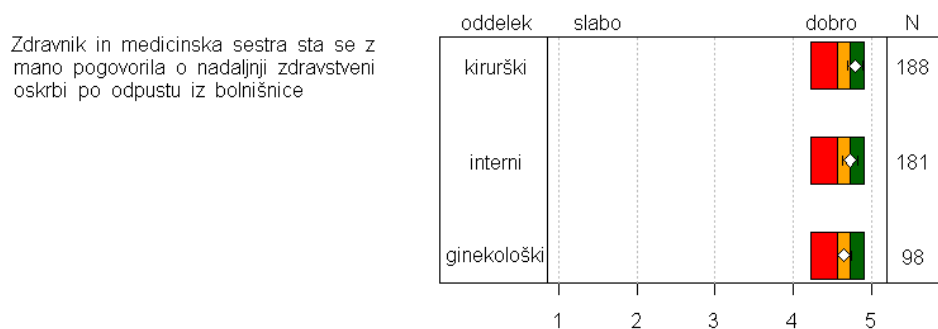 oddelek slabo dobro N
Zdravnik in medicinska sestra sta se z
mano pogovorila o nadaljnji zdravstveni
oskrbi po odpustu iz bolnišnice
kirurški 188
interni 181
ginekološki 98
1 2 3 4 5